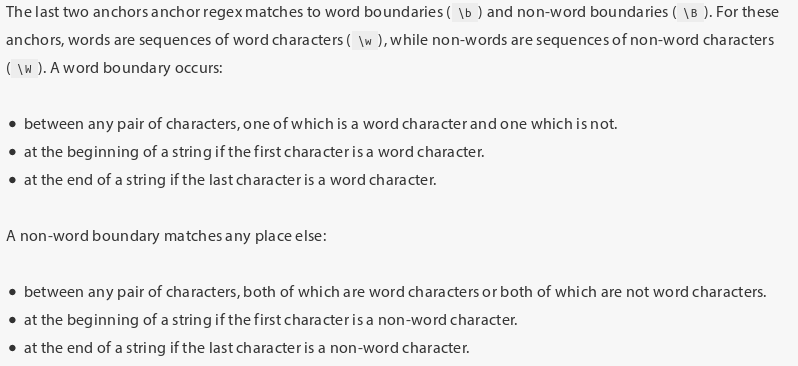 The last two anchors anchor regex matches to word boundaries ( \b ) and non-word boundaries ( \B ). For these
anchors, words are sequences of word characters ( \w ), while non-words are sequences of non-word characters
( \W ). A word boundary occurs:
• between any pair of characters, one of which is a word character and one which is not.
• at the beginning of a string if the first character is a word character.
• at the end of a string if the last character is a word character.
A non-word boundary matches any place else:
• between any pair of characters, both of which are word characters or both of which are not word characters.
• at the beginning of a string if the first character is a non-word character.
• at the end of a string if the last character is a non-word character.